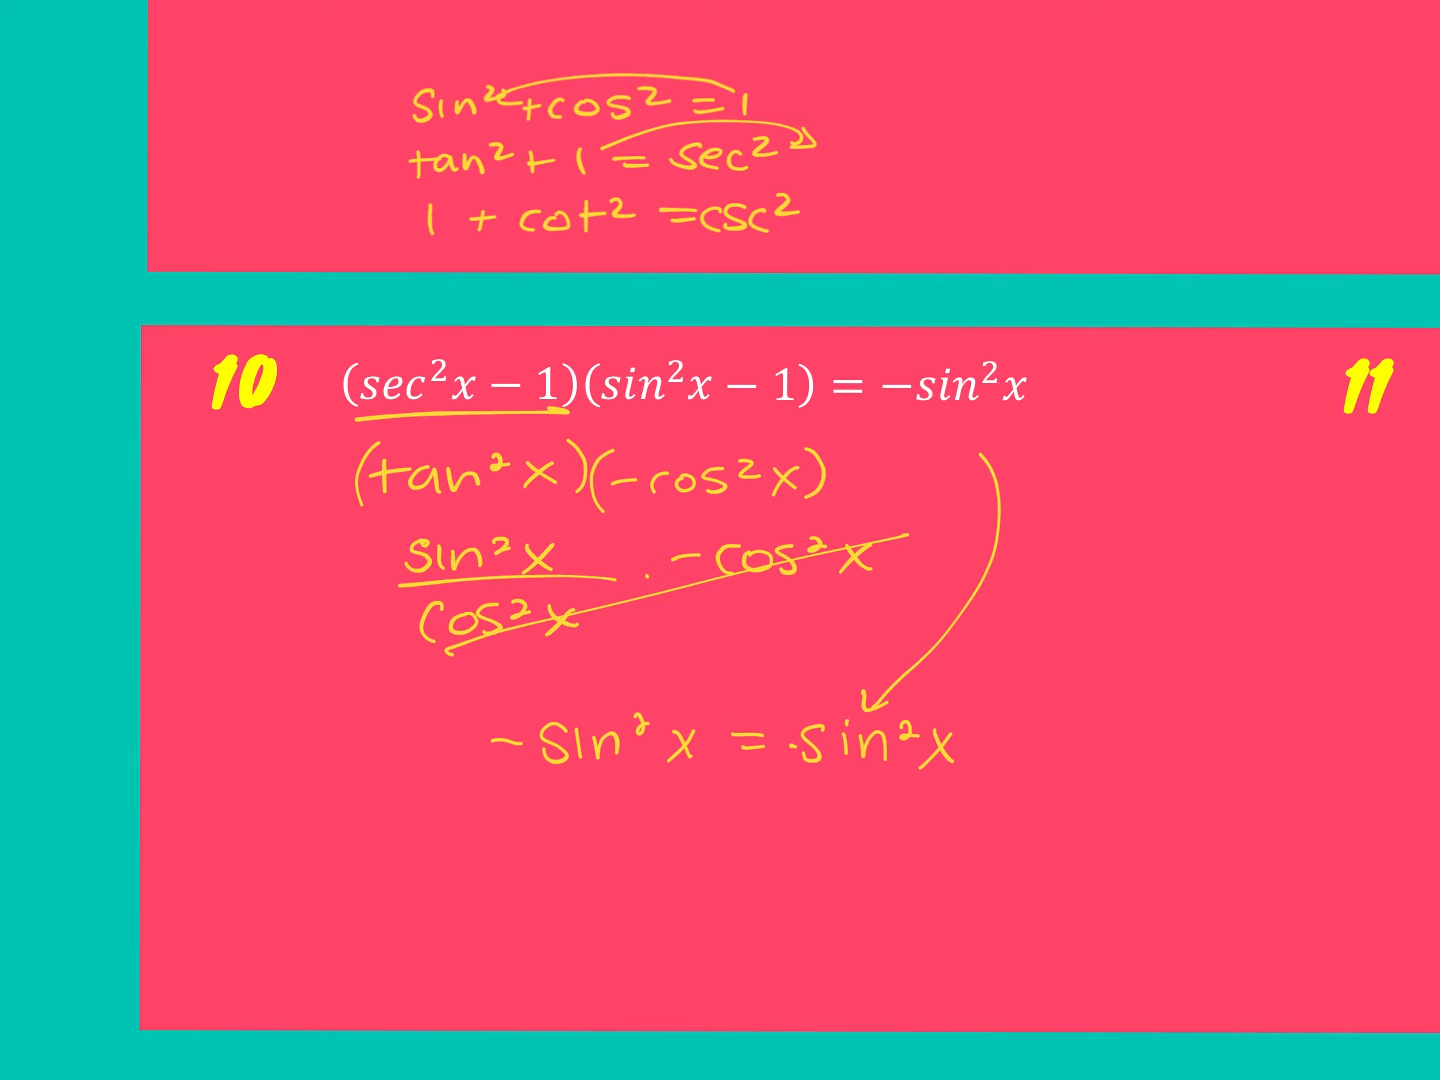 sin² + cos² = 1
tan² + 1 = sec²
1 + cot² = csc²
10 (sec²x − 1)(sin²x − 1) = −sin²x 11
(tan²x)(−cos²x)
sin²x / cos²x · −cos²x
−sin²x = -sin²x